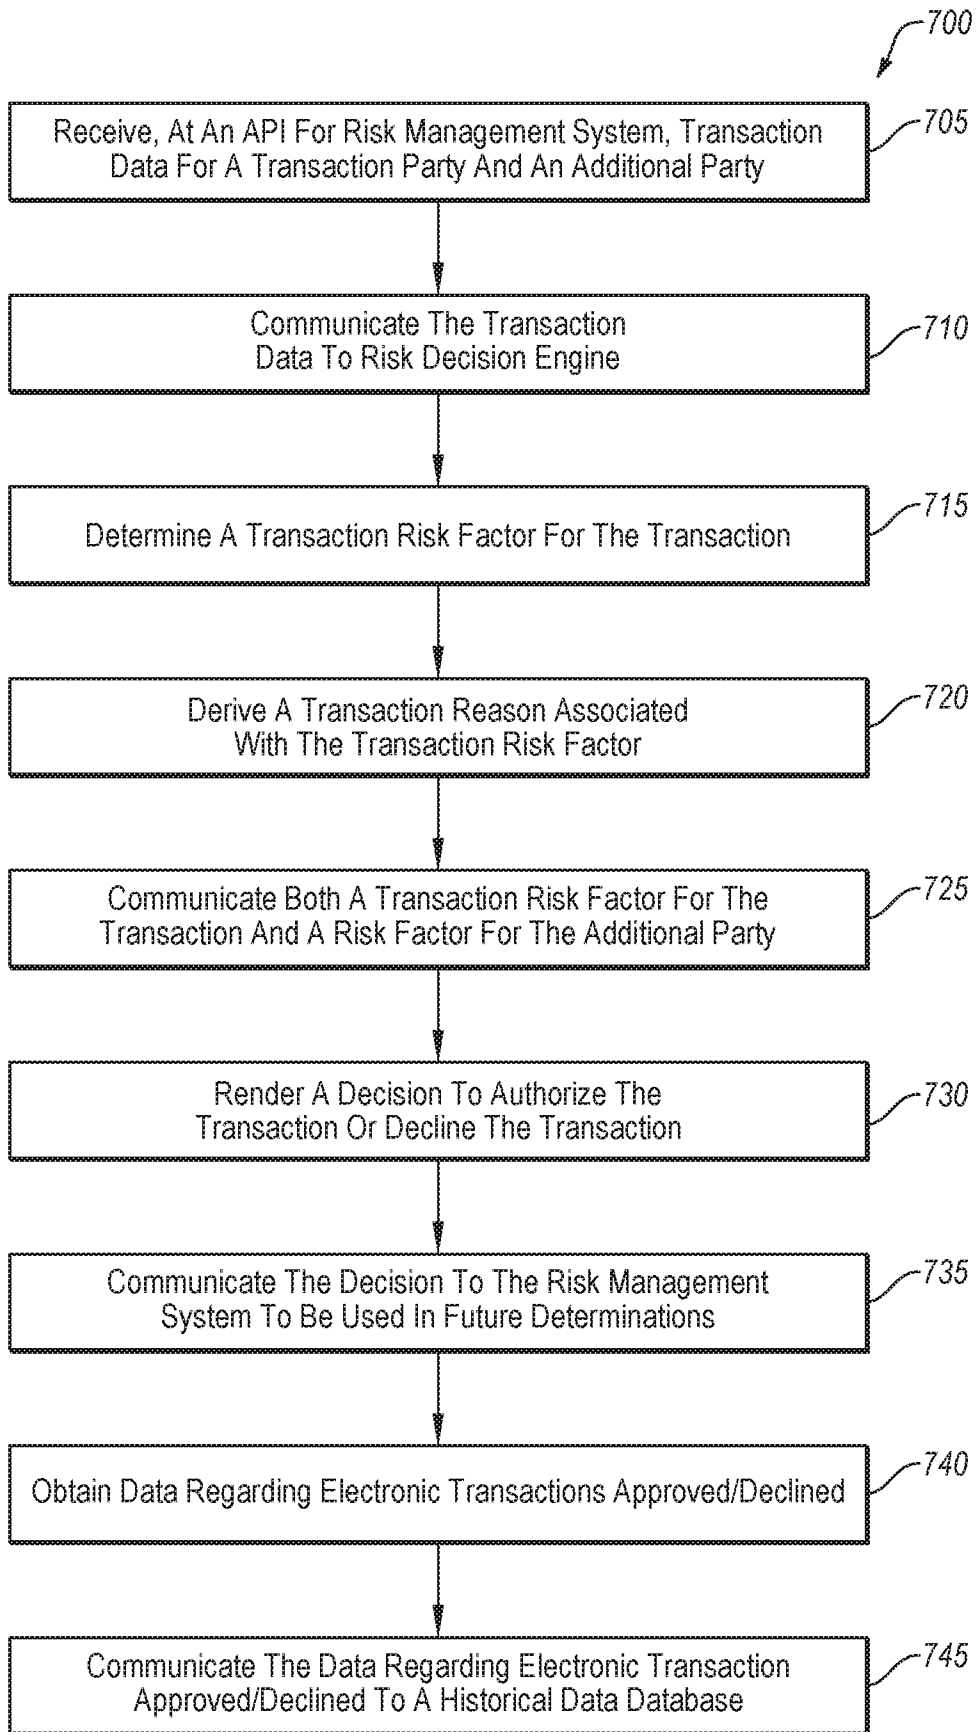 700
Receive, At An API For Risk Management System, Transaction
Data For A Transaction Party And An Additional Party
705
Communicate The Transaction
Data To Risk Decision Engine
710
Determine A Transaction Risk Factor For The Transaction
715
Derive A Transaction Reason Associated
With The Transaction Risk Factor
720
Communicate Both A Transaction Risk Factor For The
Transaction And A Risk Factor For The Additional Party
725
Render A Decision To Authorize The
Transaction Or Decline The Transaction
730
Communicate The Decision To The Risk Management
System To Be Used In Future Determinations
735
Obtain Data Regarding Electronic Transactions Approved/Declined
740
Communicate The Data Regarding Electronic Transaction
Approved/Declined To A Historical Data Database
745